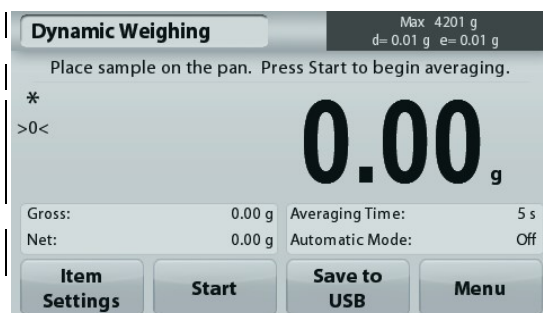 Dynamic Weighing
Max 4201 g
d= 0.01 g e= 0.01 g
Place sample on the pan. Press Start to begin averaging.
*
>0<
0.00 g
Gross: 0.00 g
Net: 0.00 g
Averaging Time: 5 s
Automatic Mode: Off
Item Settings
Start
Save to USB
Menu